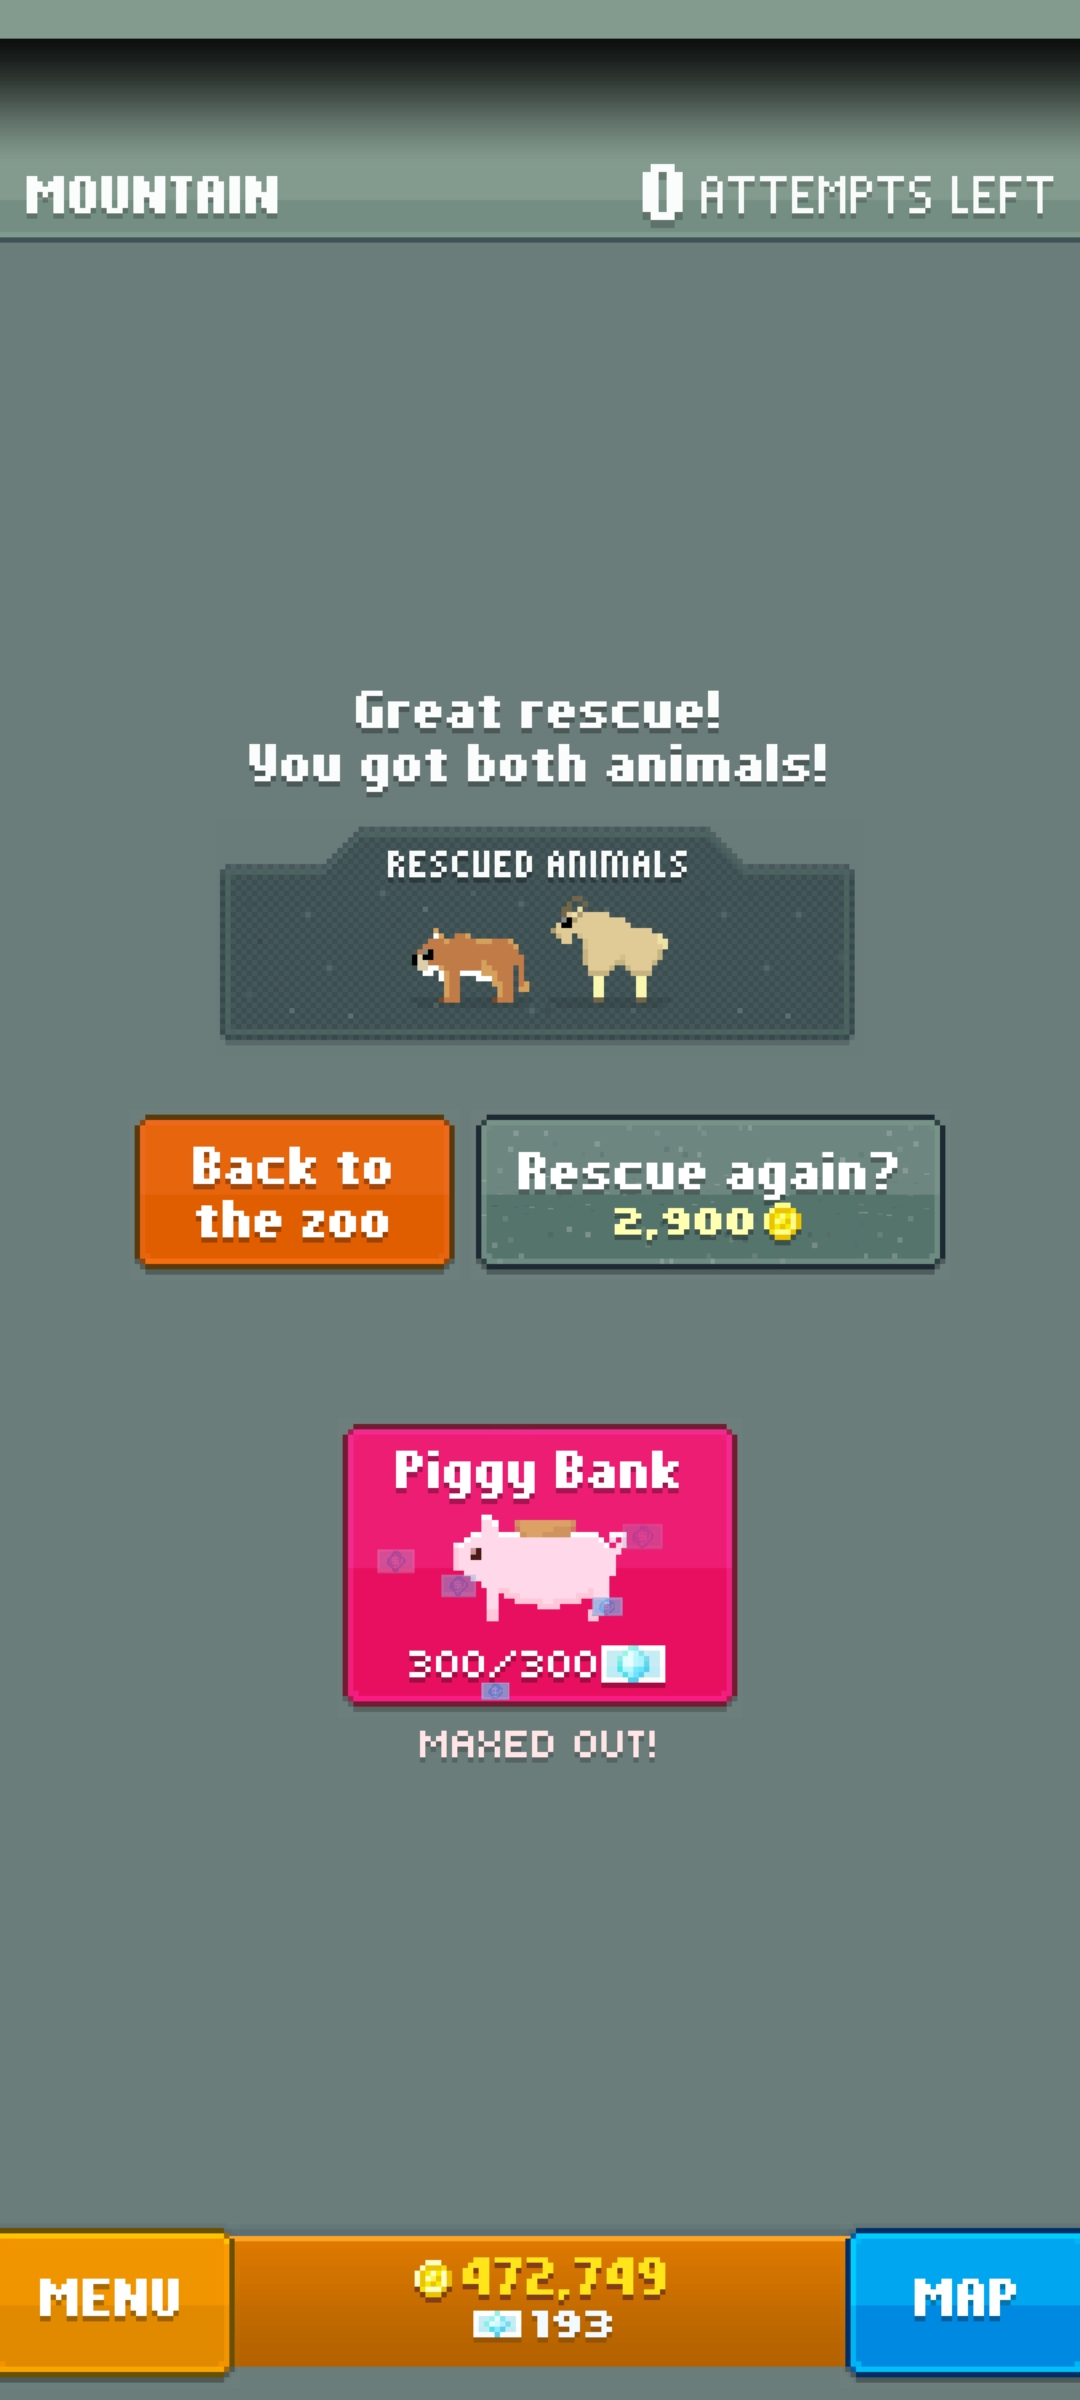 MOUNTAIN
0 ATTEMPTS LEFT
Great rescue!
You got both animals!
RESCUED ANIMALS
Back to
the zoo
Rescue again?
2,900
Piggy Bank
300/300
MAXED OUT!
MENU
472,749
193
MAP